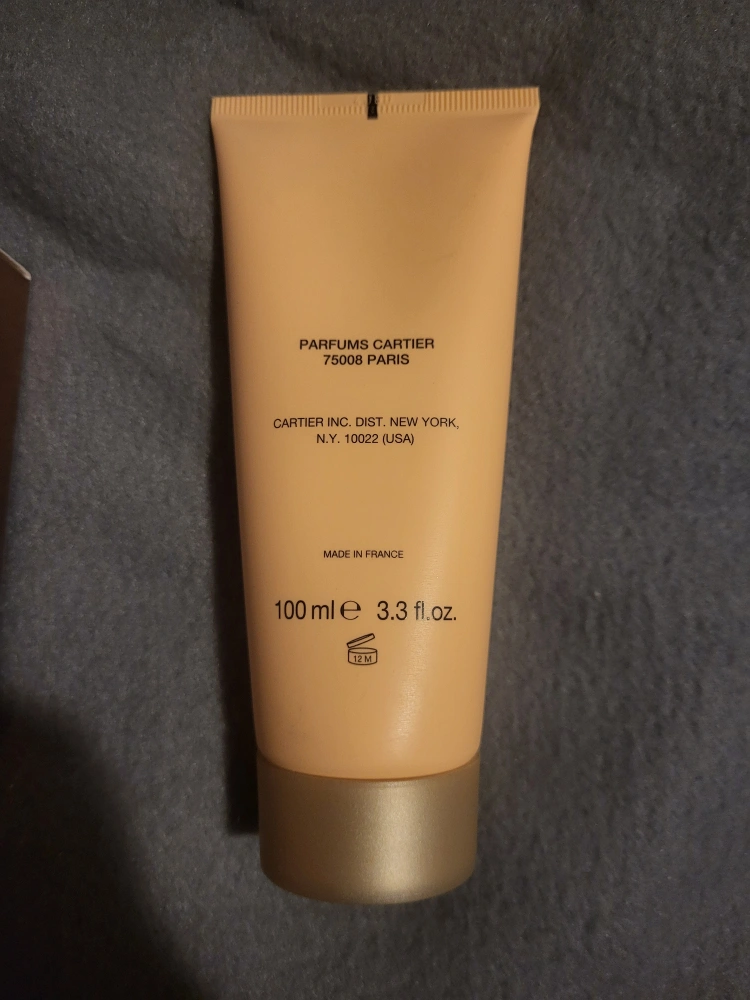 PARFUMS CARTIER
75008 PARIS
CARTIER INC. DIST. NEW YORK,
N.Y. 10022 (USA)
MADE IN FRANCE
100 ml ℮ 3.3 fl.oz.
12 M